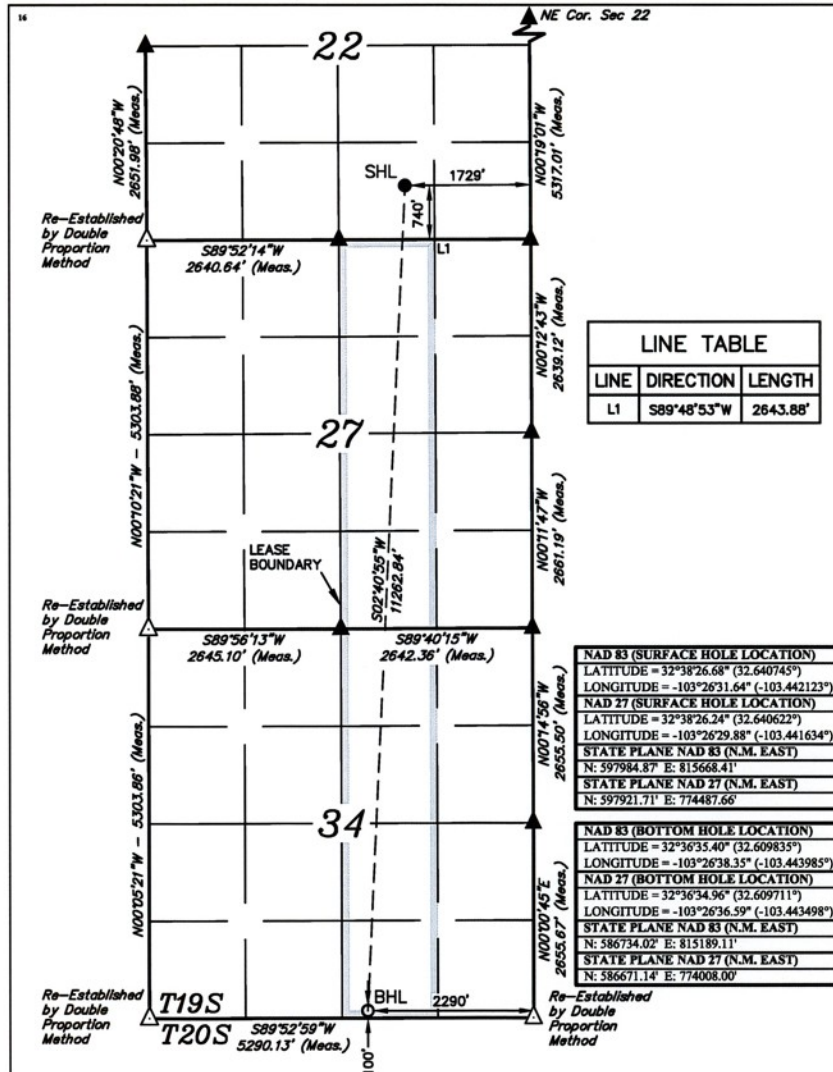 16
NE Cor. Sec 22
22
N00°20'48"W
2651.98' (Meas.)
N00°19'01"W
5317.01' (Meas.)
SHL
1729'
740'
Re-Established
by Double
Proportion
Method
S89°52'14"W
2640.64' (Meas.)
L1
N00°12'43"W
2639.12' (Meas.)
LINE TABLE
LINE DIRECTION LENGTH
L1 S89°48'53"W 2643.88'
N00°10'21"W - 5303.88' (Meas.)
27
N00°11'47"W
2661.19' (Meas.)
LEASE
BOUNDARY
S02°40'55"W
11262.84'
Re-Established
by Double
Proportion
Method
S89°56'13"W
2645.10' (Meas.)
S89°40'15"W
2642.36' (Meas.)
NAD 83 (SURFACE HOLE LOCATION)
LATITUDE = 32°38'26.68" (32.640745°)
LONGITUDE = -103°26'31.64" (-103.442123°)
NAD 27 (SURFACE HOLE LOCATION)
LATITUDE = 32°38'26.24" (32.640622°)
LONGITUDE = -103°26'29.88" (-103.441634°)
STATE PLANE NAD 83 (N.M. EAST)
N: 597984.87' E: 815668.41'
STATE PLANE NAD 27 (N.M. EAST)
N: 597921.71' E: 774487.66'
N00°14'56"W
2655.50' (Meas.)
N00°05'21"W - 5303.86' (Meas.)
34
NAD 83 (BOTTOM HOLE LOCATION)
LATITUDE = 32°36'35.40" (32.609835°)
LONGITUDE = -103°26'38.35" (-103.443985°)
NAD 27 (BOTTOM HOLE LOCATION)
LATITUDE = 32°36'34.96" (32.609711°)
LONGITUDE = -103°26'36.59" (-103.443498°)
STATE PLANE NAD 83 (N.M. EAST)
N: 586734.02' E: 815189.11'
STATE PLANE NAD 27 (N.M. EAST)
N: 586671.14' E: 774008.00'
N00°00'45"E
2655.67' (Meas.)
Re-Established
by Double
Proportion
Method
T19S
T20S
S89°52'59"W
5290.13' (Meas.)
BHL
2290'
100'
Re-Established
by Double
Proportion
Method